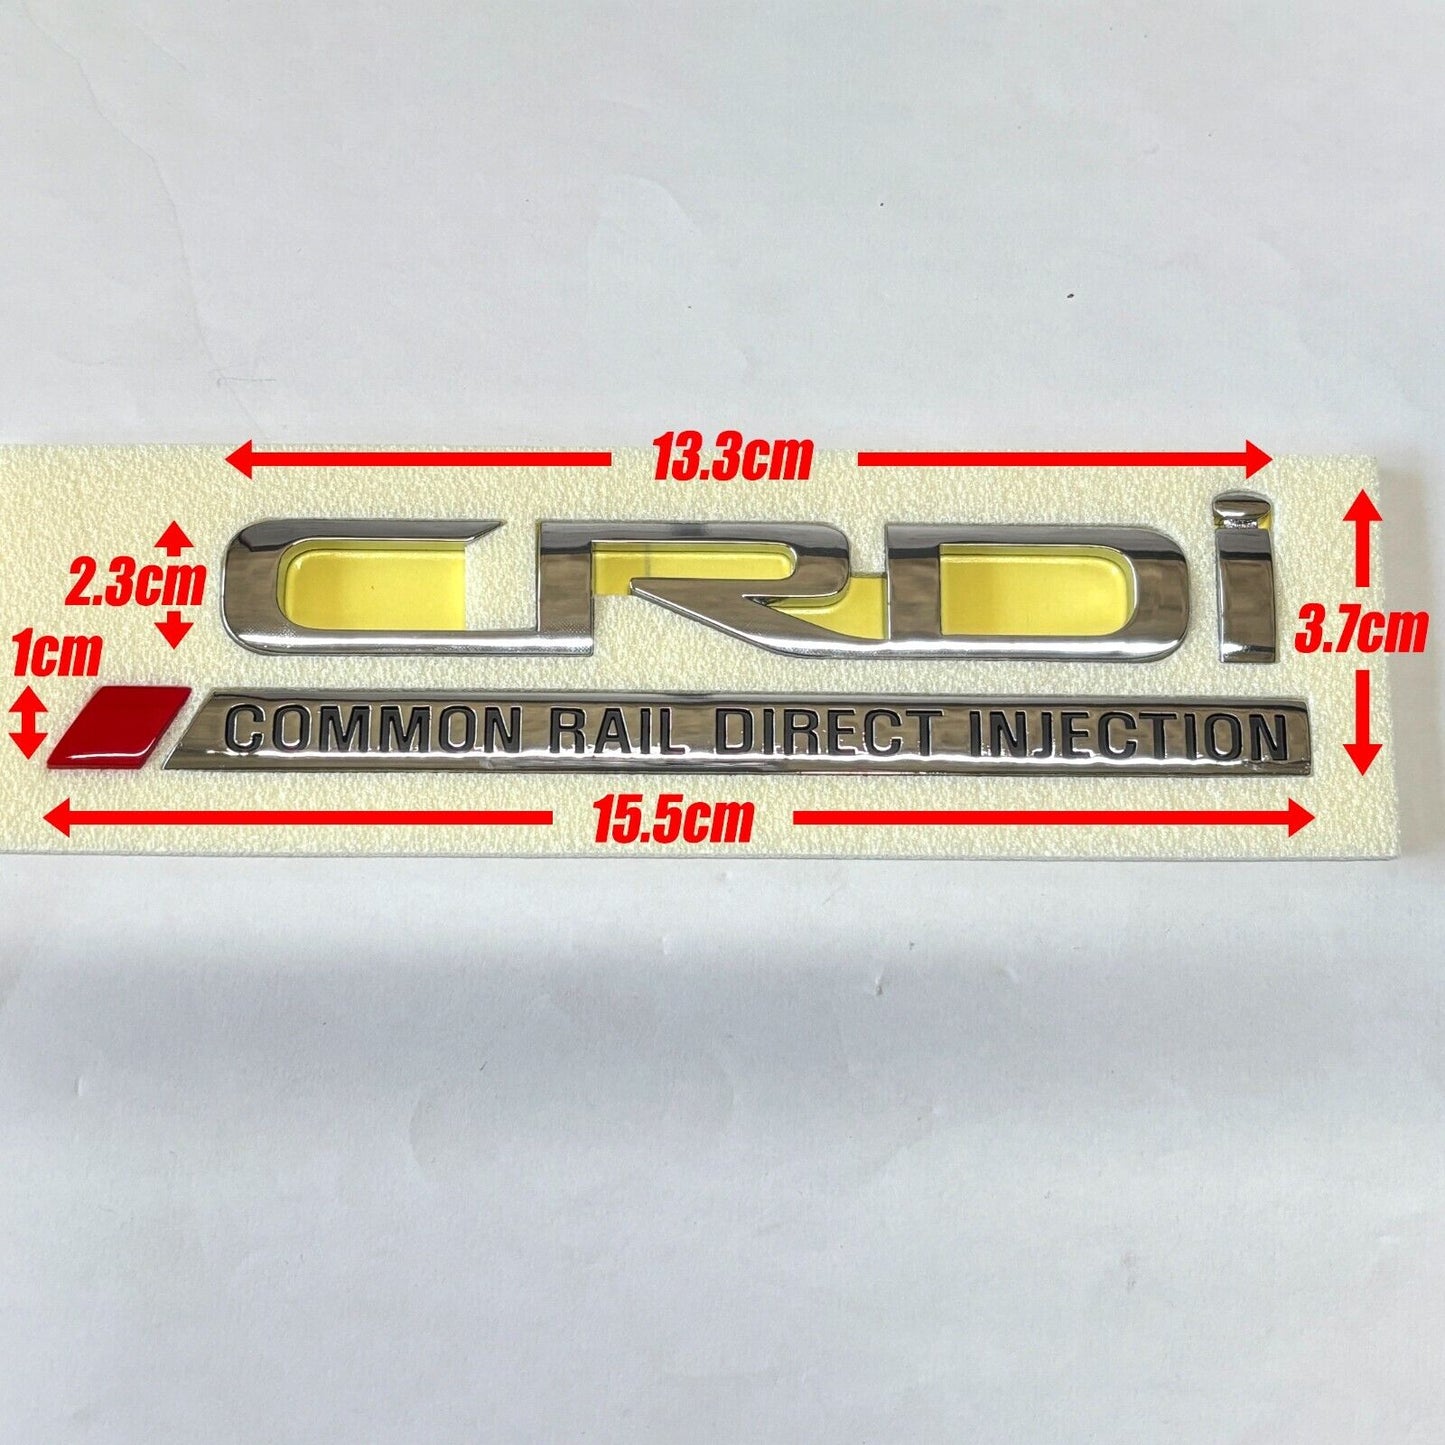 13.3cm
CRDi
2.3cm
3.7cm
1cm
COMMON RAIL DIRECT INJECTION
15.5cm